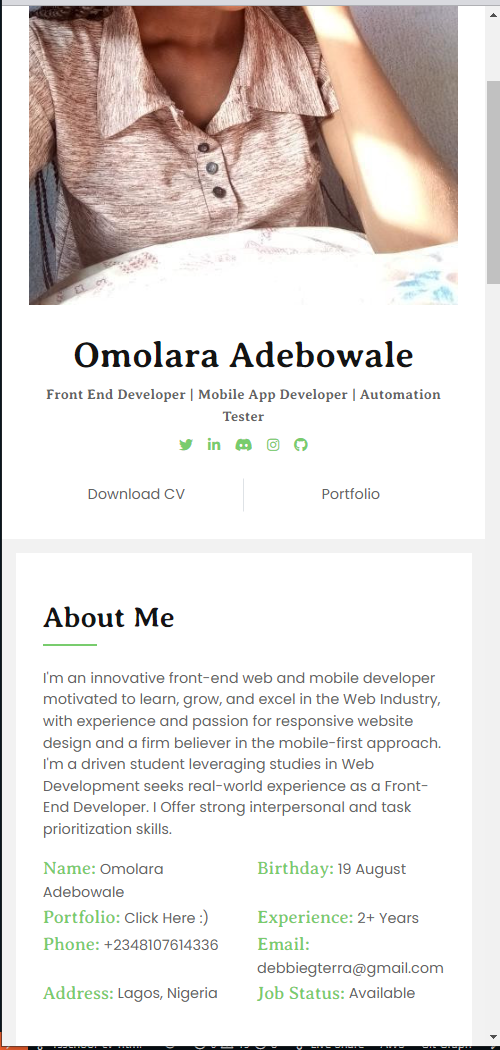 Omolara Adebowale
Front End Developer | Mobile App Developer | Automation
Tester
Download CV
Portfolio
About Me
I'm an innovative front-end web and mobile developer
motivated to learn, grow, and excel in the Web Industry,
with experience and passion for responsive website
design and a firm believer in the mobile-first approach.
I'm a driven student leveraging studies in Web
Development seeks real-world experience as a Front-
End Developer. I Offer strong interpersonal and task
prioritization skills.
Name: Omolara
Adebowale
Birthday: 19 August
Portfolio: Click Here :)
Experience: 2+ Years
Phone: +2348107614336
Email:
debbiegterra@gmail.com
Address: Lagos, Nigeria
Job Status: Available